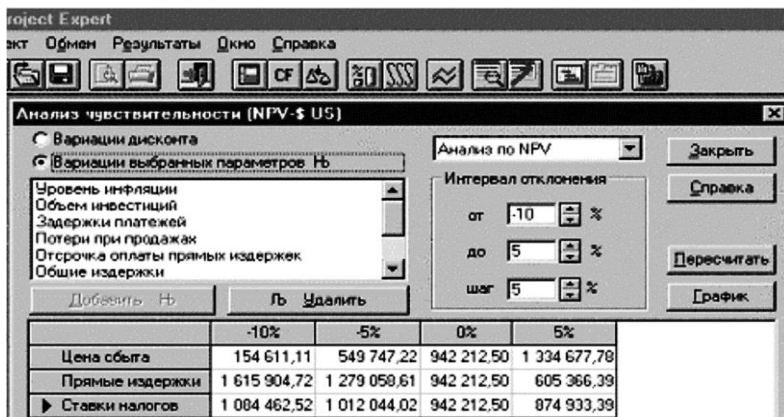 roject Expert
ект Обмен Результаты Окно Справка
CF
Анализ чувствительности (NPV-$ US)
Вариации дисконта
Вариации выбранных параметров Њ
Анализ по NPV
Закрыть
Уровень инфляции
Объем инвестиций
Задержки платежей
Потери при продажах
Отсрочка оплаты прямых издержек
Общие издержки
Интервал отклонения
от -10 %
до 5 %
шаг 5 %
Справка
Пересчитать
График
Добавить Њ
Љ Удалить
-10% -5% 0% 5%
Цена сбыта 154 611,11 549 747,22 942 212,50 1 334 677,78
Прямые издержки 1 615 904,72 1 279 058,61 942 212,50 605 366,39
Ставки налогов 1 084 462,52 1 012 044,02 942 212,50 874 933,39